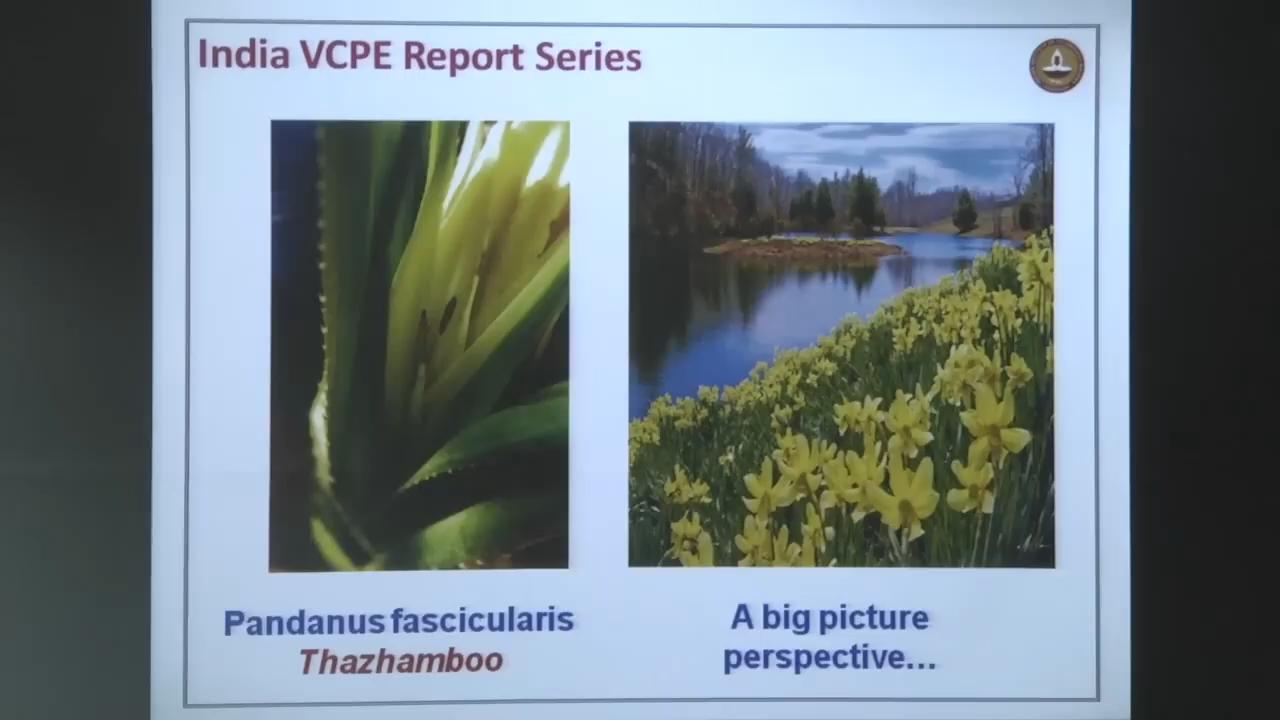 India VCPE Report Series
Pandanus fascicularis
Thazhamboo
A big picture
perspective...